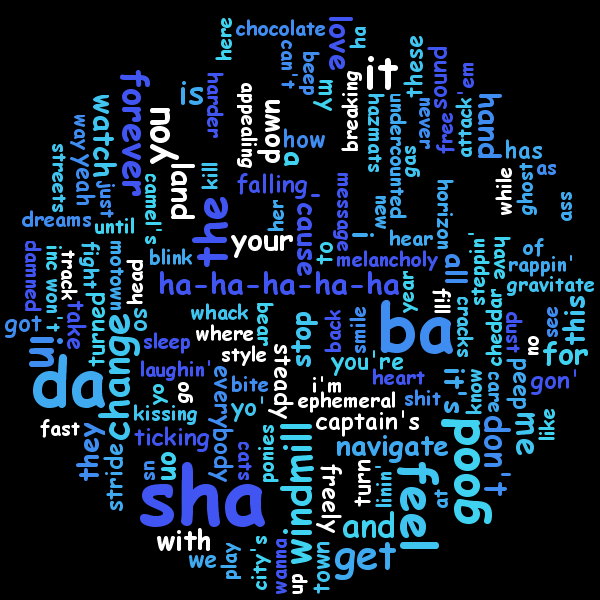 here
chocolate
love
ha
can't
beep
my
it
these
sound
'em
is
harder
appealing
breaking
stamazh
undercounted
never
free
attack
hand
forever
watch
you
down
how
a
gas
has
way
yeah
streets
just
land
kill
falling
'cause
message
new
i
horizon
while
ghost
as
ass
camel's
the
her
dreams
until
your
to
hear
all
steppin'
have
of
damned
inc
won't
track
fight
motown
head
blink
melancholy
rappin'
gravitate
ha-ha-ha-ha-ha
year
fill
take
turned
so
whack
bear
stop
back
smile
ba
cracks
cheddar
dust
no
see
this
got
in
change
where
style
for
sleep
laughin'
you're
da
yo
go
bite
steady
i'm
heart
it's
know
care
peep
gon'
kissing
everybody
yo
ephemeral
shit
captain's
good
don't
me
like
fast
they
ticking
cats
ponies
windmill
navigate
stride
us
on
sha
freely
turn
linin'
feel
at
with
and
we
play
city's
wanna
up
town
get